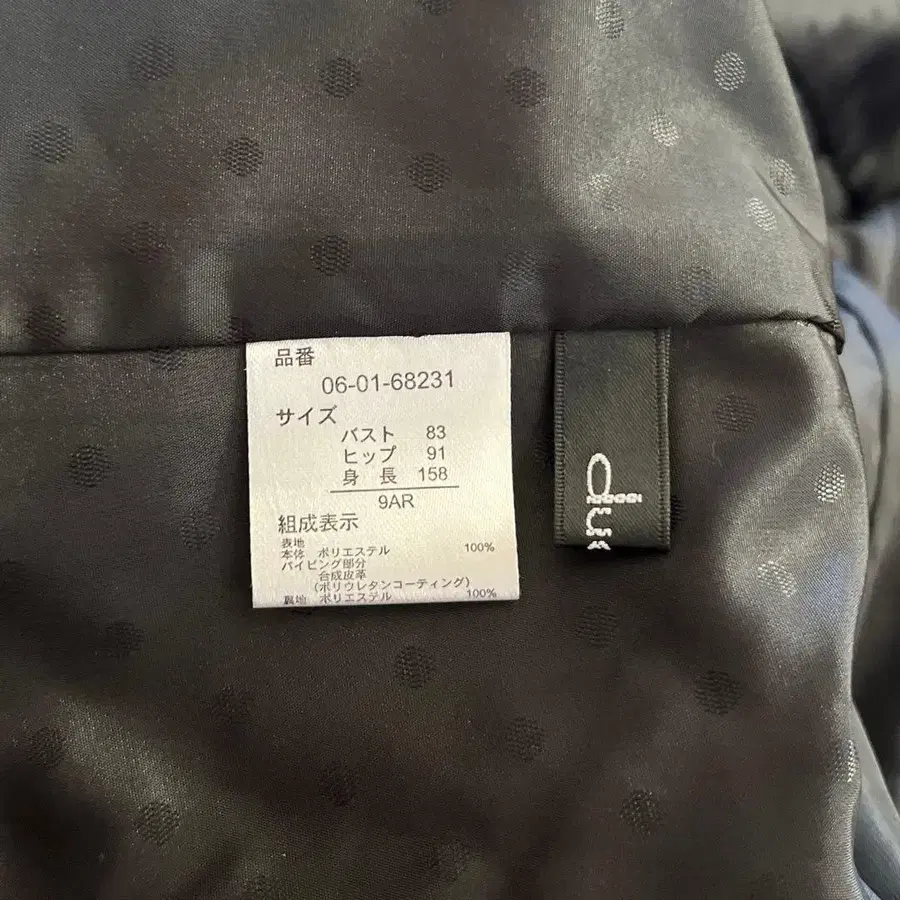 品番
06-01-68231
サイズ
バスト 83
ヒップ 91
身長 158
9AR
組成表示
表地
本体 ポリエステル 100%
パイピング部分
合成皮革
(ポリウレタンコーティング)
裏地 ポリエステル 100%